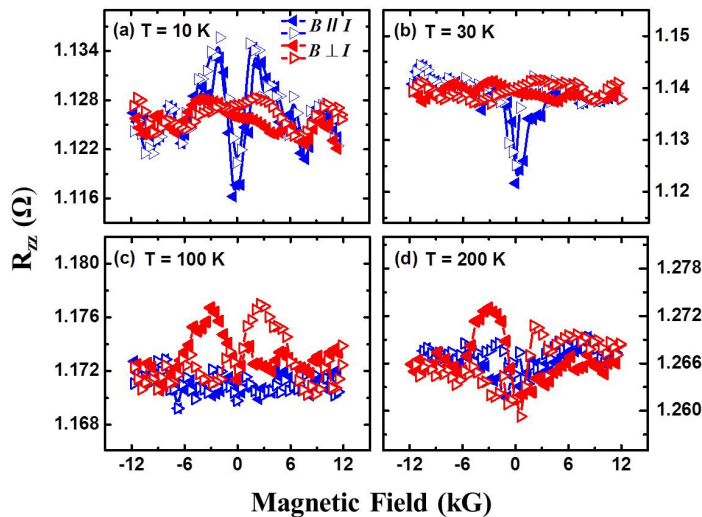 (a) T = 10 K
B // I
B ⊥ I
(b) T = 30 K
1.134
1.128
1.122
1.116
1.15
1.14
1.13
1.12
R_zz (Ω)
(c) T = 100 K
(d) T = 200 K
1.180
1.176
1.172
1.168
1.278
1.272
1.266
1.260
-12 -6 0 6 12 -12 -6 0 6 12
Magnetic Field (kG)